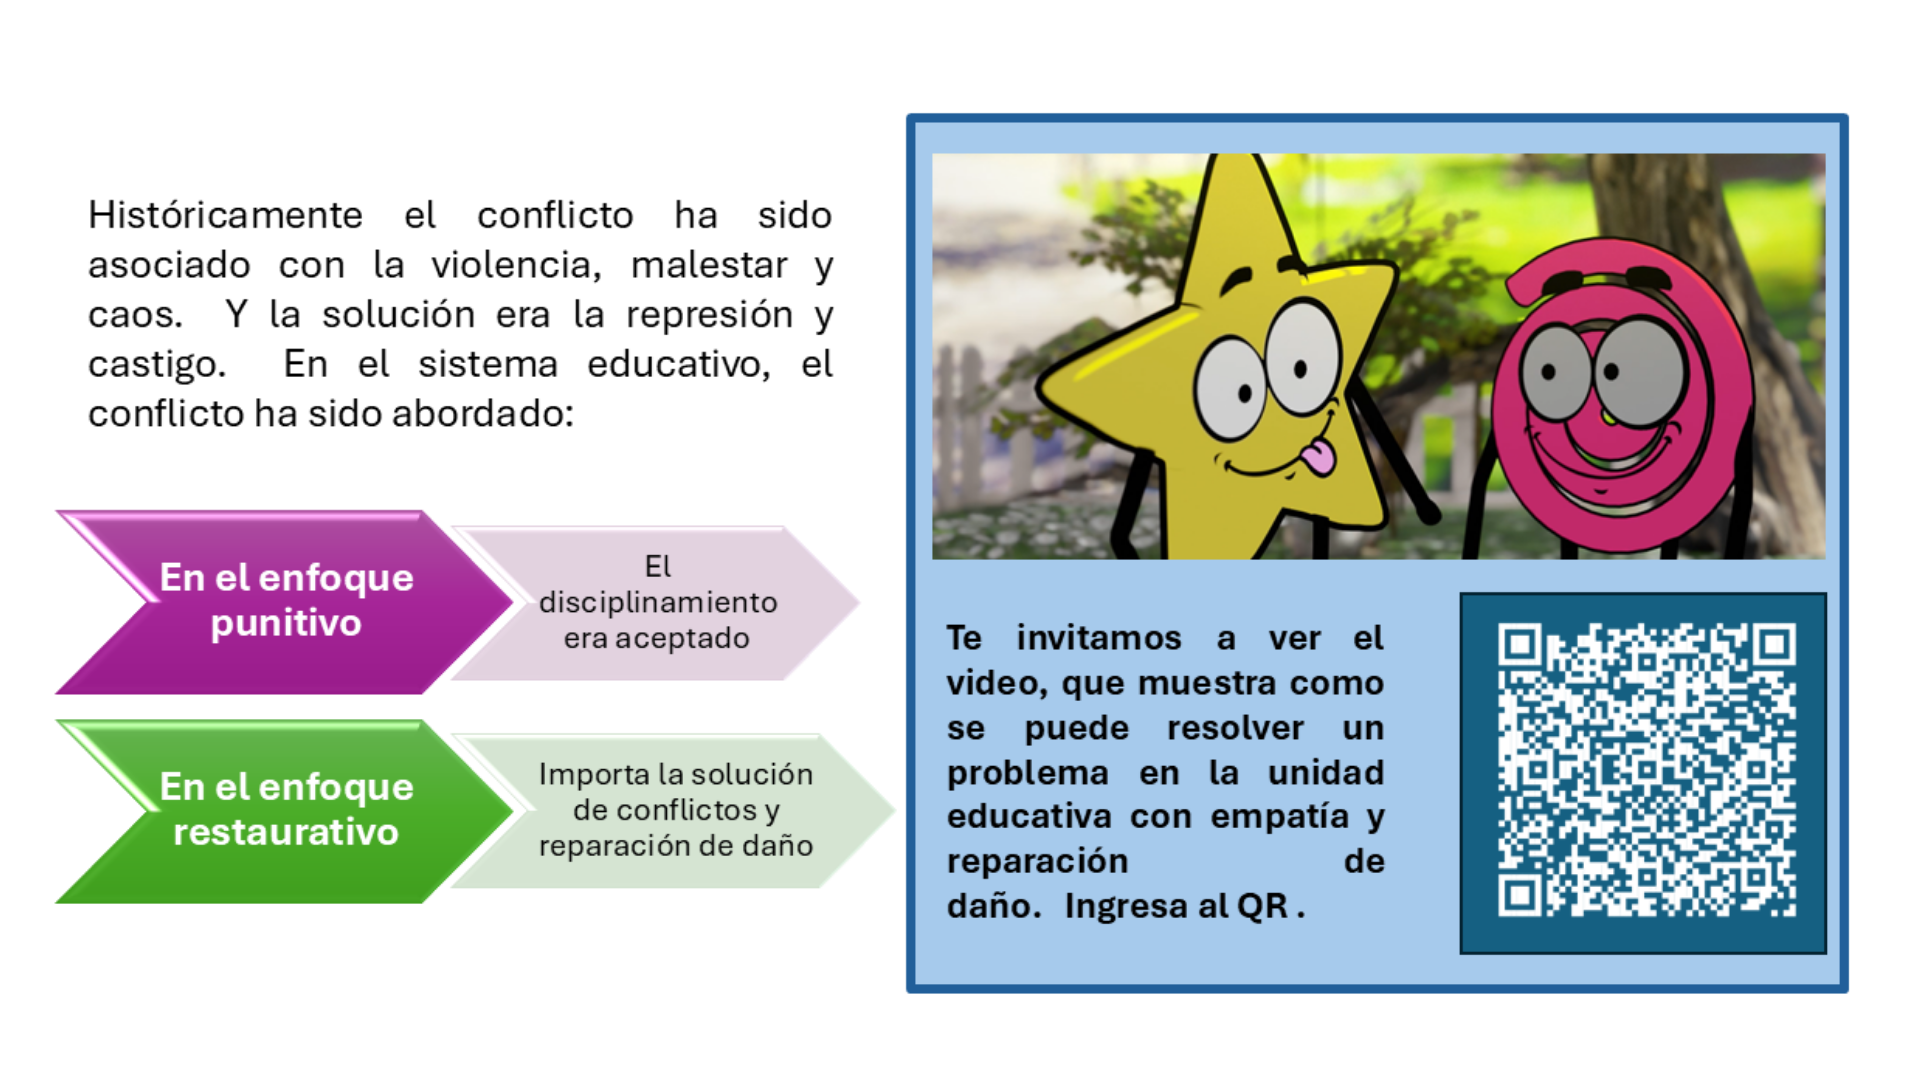 Históricamente el conflicto ha sido
asociado con la violencia, malestar y
caos. Y la solución era la represión y
castigo. En el sistema educativo, el
conflicto ha sido abordado:
En el enfoque
punitivo
El
disciplinamiento
era aceptado
En el enfoque
restaurativo
Importa la solución
de conflictos y
reparación de daño
Te invitamos a ver el
video, que muestra como
se puede resolver un
problema en la unidad
educativa con empatía y
reparación de
daño. Ingresa al QR .